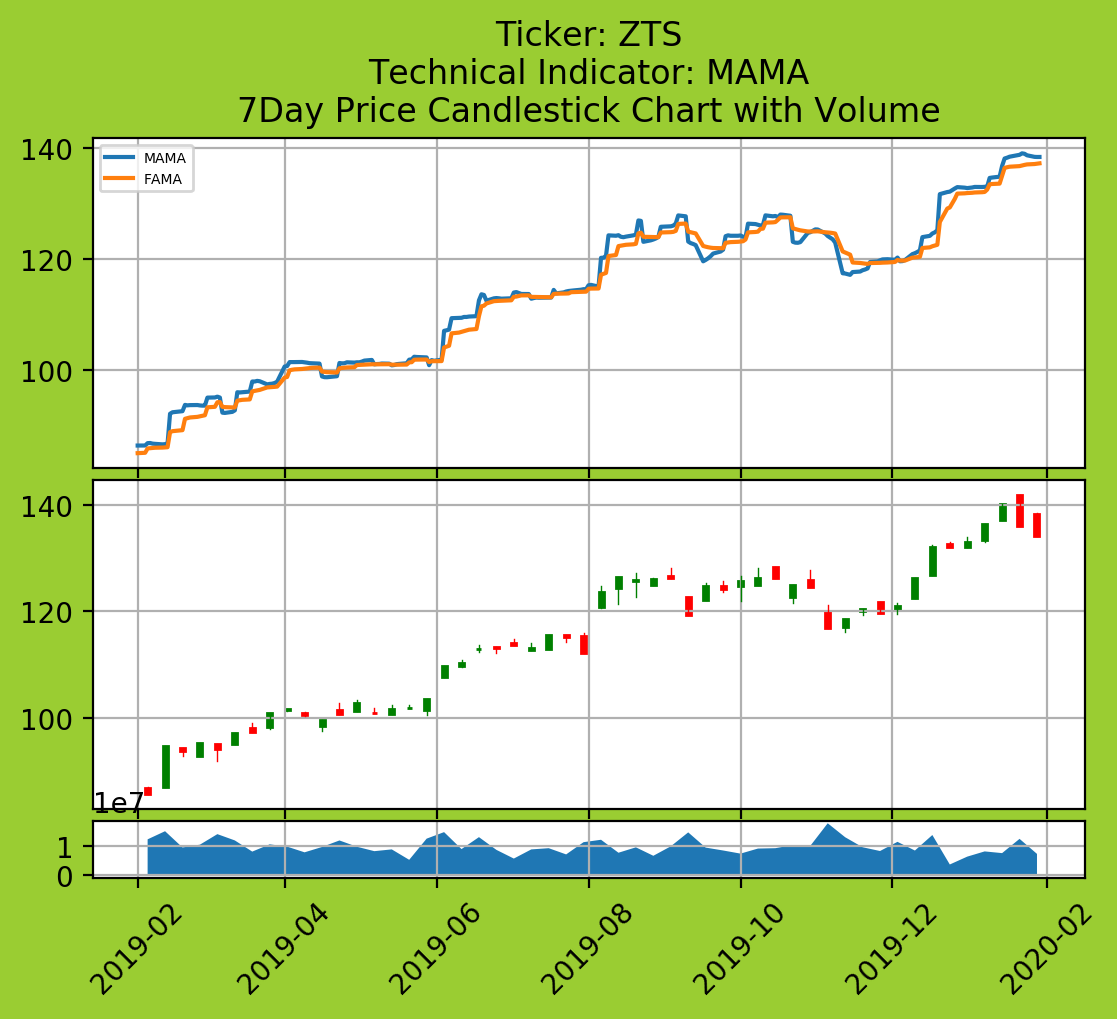 Ticker: ZTS
Technical Indicator: MAMA
7Day Price Candlestick Chart with Volume
140
120
100
MAMA
FAMA
140
120
100
1e7
1
0
2019-02
2019-04
2019-06
2019-08
2019-10
2019-12
2020-02